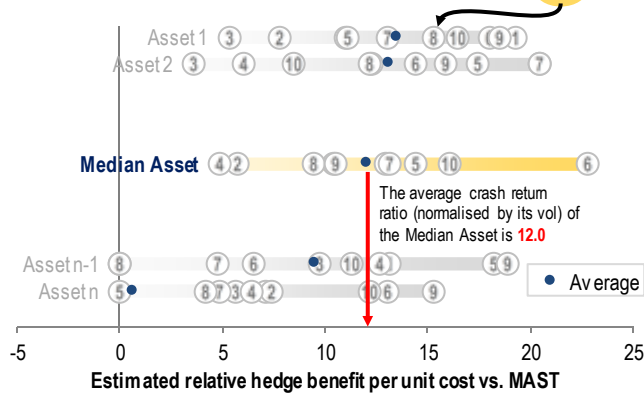 Asset 1 3 2 5 7 8 10 9 1
Asset 2 3 4 10 8 6 9 5 7
Median Asset 4 2 8 9 7 5 10 6
The average crash return
ratio (normalised by its vol) of
the Median Asset is 12.0
Asset n-1 8 7 6 3 10 4 5 9
Asset n 5 8 7 3 4 2 10 6 9
Average
-5 0 5 10 15 20 25
Estimated relative hedge benefit per unit cost vs. MAST